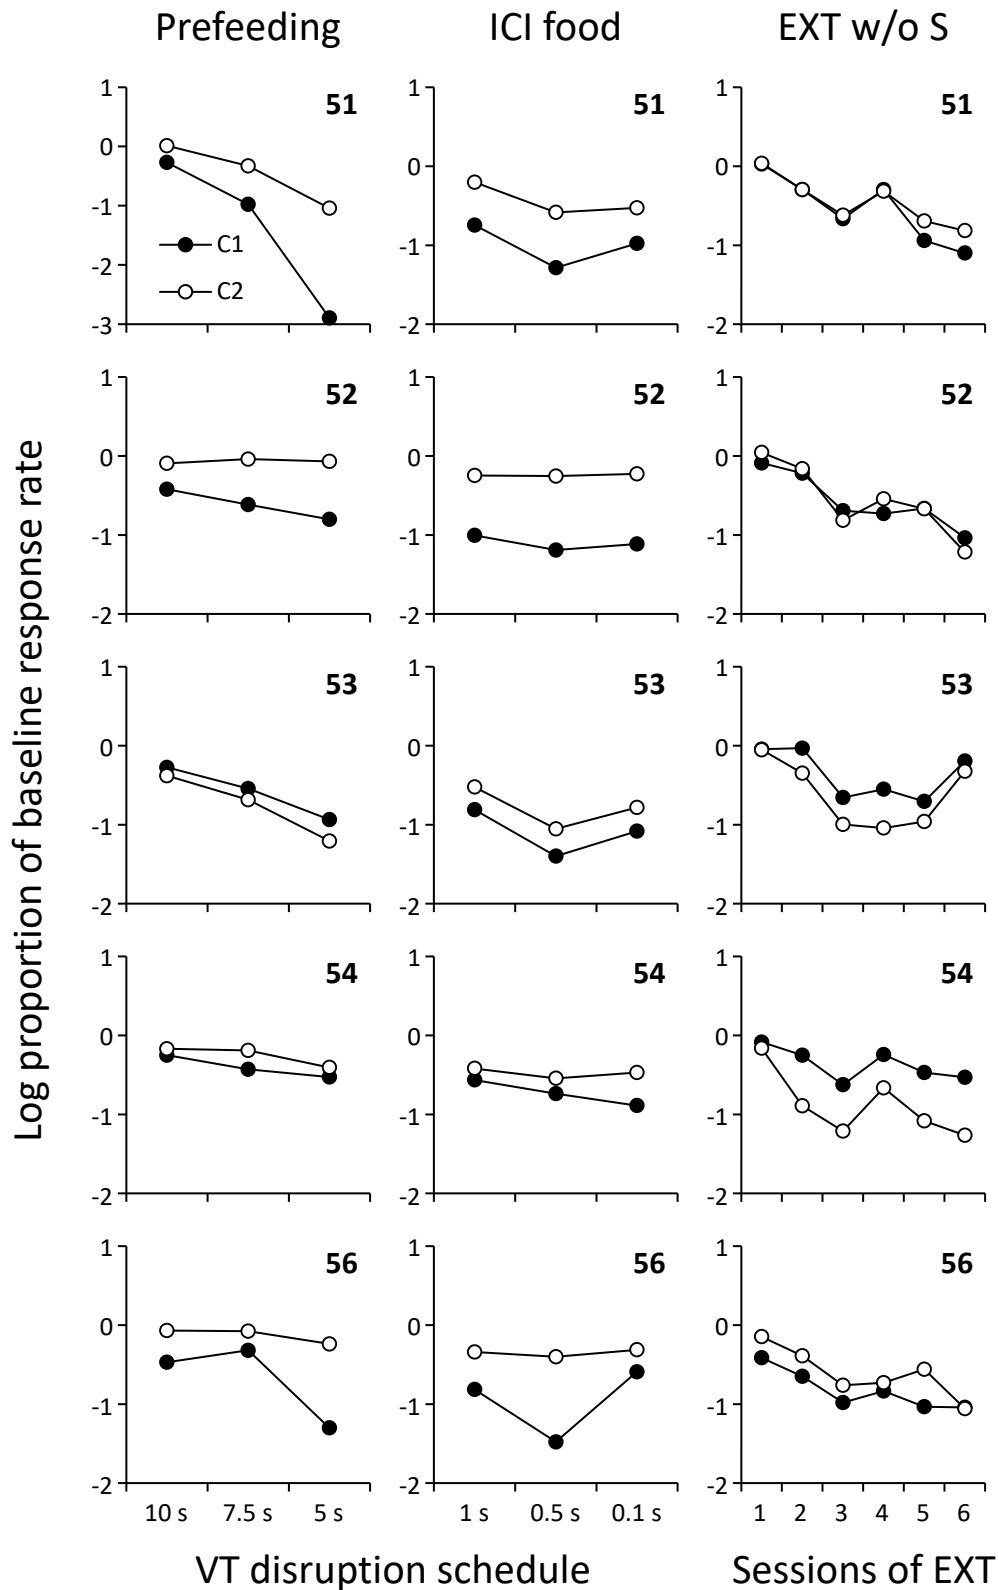 Prefeeding ICI food EXT w/o S
1 51 1 51 1 51
0 0 0
-1 -1 -1
C1
-2
C2
-3 -2 -2
1 52 1 52 1 52
0 0 0
-1 -1 -1
-2 -2 -2
Log proportion of baseline response rate
1 53 1 53 1 53
0 0 0
-1 -1 -1
-2 -2 -2
1 54 1 54 1 54
0 0 0
-1 -1 -1
-2 -2 -2
1 56 1 56 1 56
0 0 0
-1 -1 -1
-2 -2 -2
10 s 7.5 s 5 s 1 s 0.5 s 0.1 s 1 2 3 4 5 6
VT disruption schedule Sessions of EXT